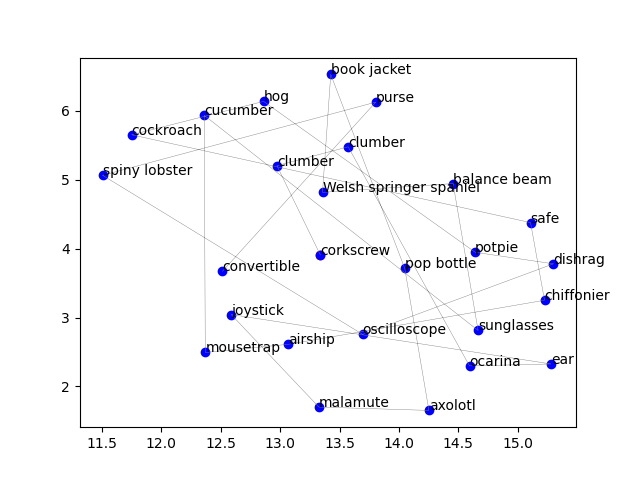 book jacket
hog
purse
cucumber
cockroach
clumber
clumber
spiny lobster
balance beam
Welsh springer spaniel
safe
corkscrew
potpie
pop bottle
dishrag
convertible
chiffonier
joystick
oscilloscope
sunglasses
airship
mousetrap
ocarina
ear
malamute
axolotl
6
5
4
3
2
11.5 12.0 12.5 13.0 13.5 14.0 14.5 15.0